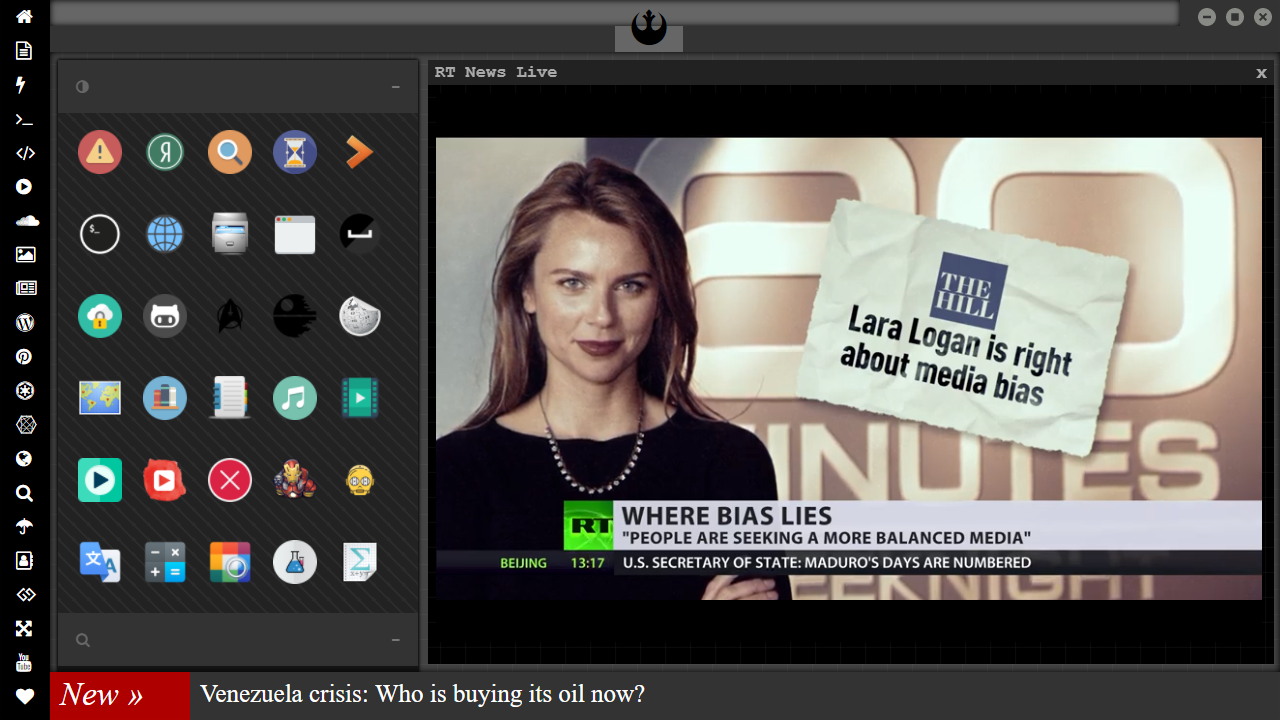 RT News Live
x
THE
HILL
Lara Logan is right
about media bias
MINUTES
RT WHERE BIAS LIES
"PEOPLE ARE SEEKING A MORE BALANCED MEDIA"
BEIJING 13:17 U.S. SECRETARY OF STATE: MADURO'S DAYS ARE NUMBERED
New » Venezuela crisis: Who is buying its oil now?